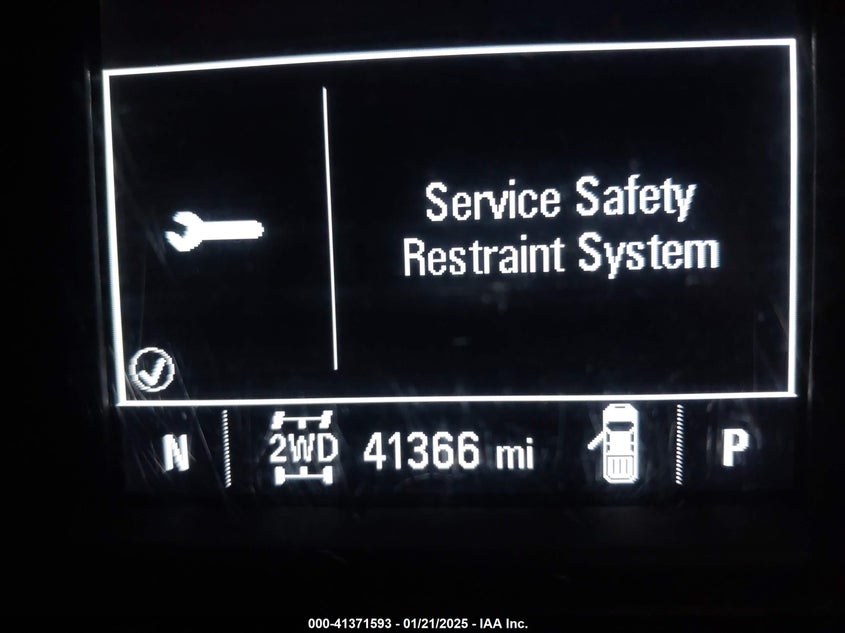 Service Safety
Restraint System
N 2WD 41366 mi P
000-41371593 - 01/21/2025 - IAA Inc.